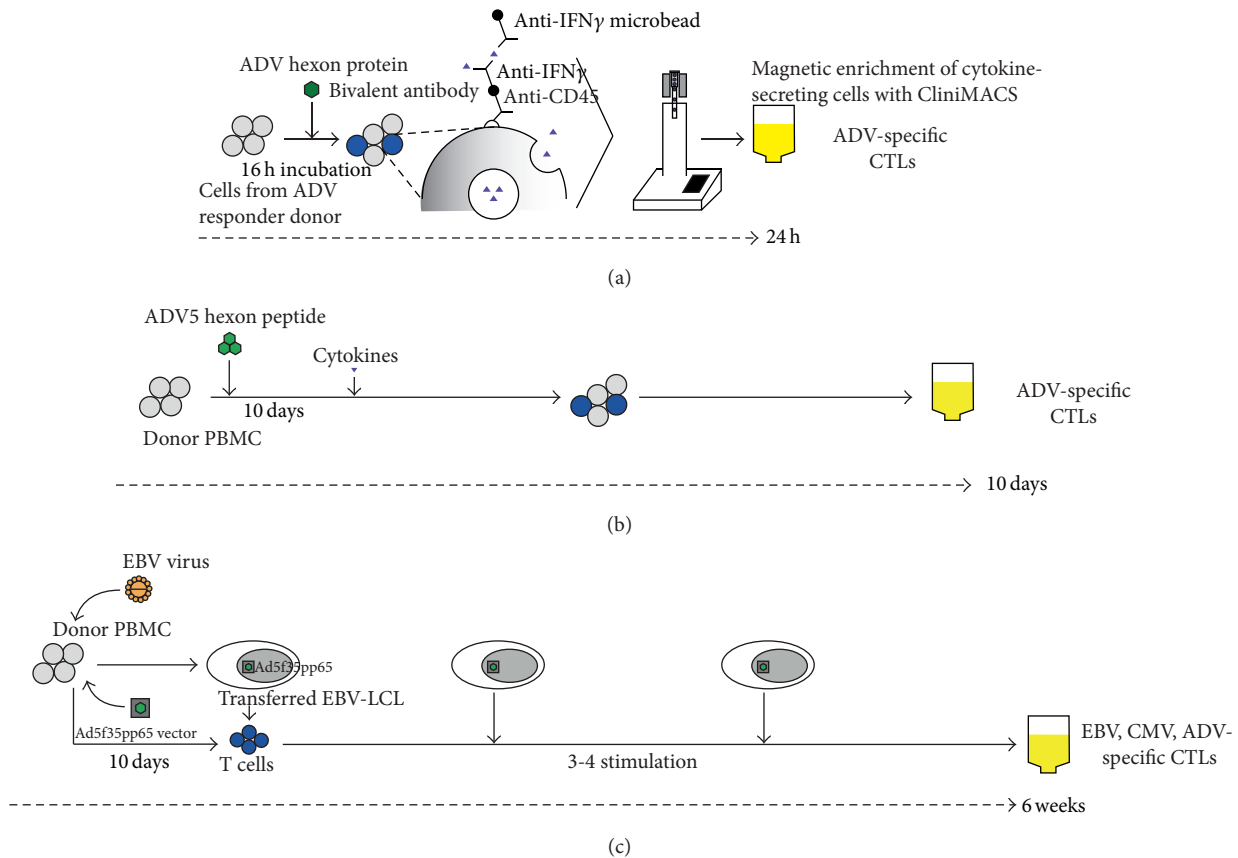 Anti-IFNγ microbead
ADV hexon protein
Bivalent antibody
Anti-IFNγ
Anti-CD45
16 h incubation
Cells from ADV
responder donor
Magnetic enrichment of cytokine-
secreting cells with CliniMACS
ADV-specific
CTLs
24 h
(a)
ADV5 hexon peptide
Cytokines
10 days
Donor PBMC
ADV-specific
CTLs
10 days
(b)
EBV virus
Donor PBMC
Ad5f35pp65
Transferred EBV-LCL
Ad5f35pp65 vector
10 days
T cells
3-4 stimulation
EBV, CMV, ADV-
specific CTLs
6 weeks
(c)